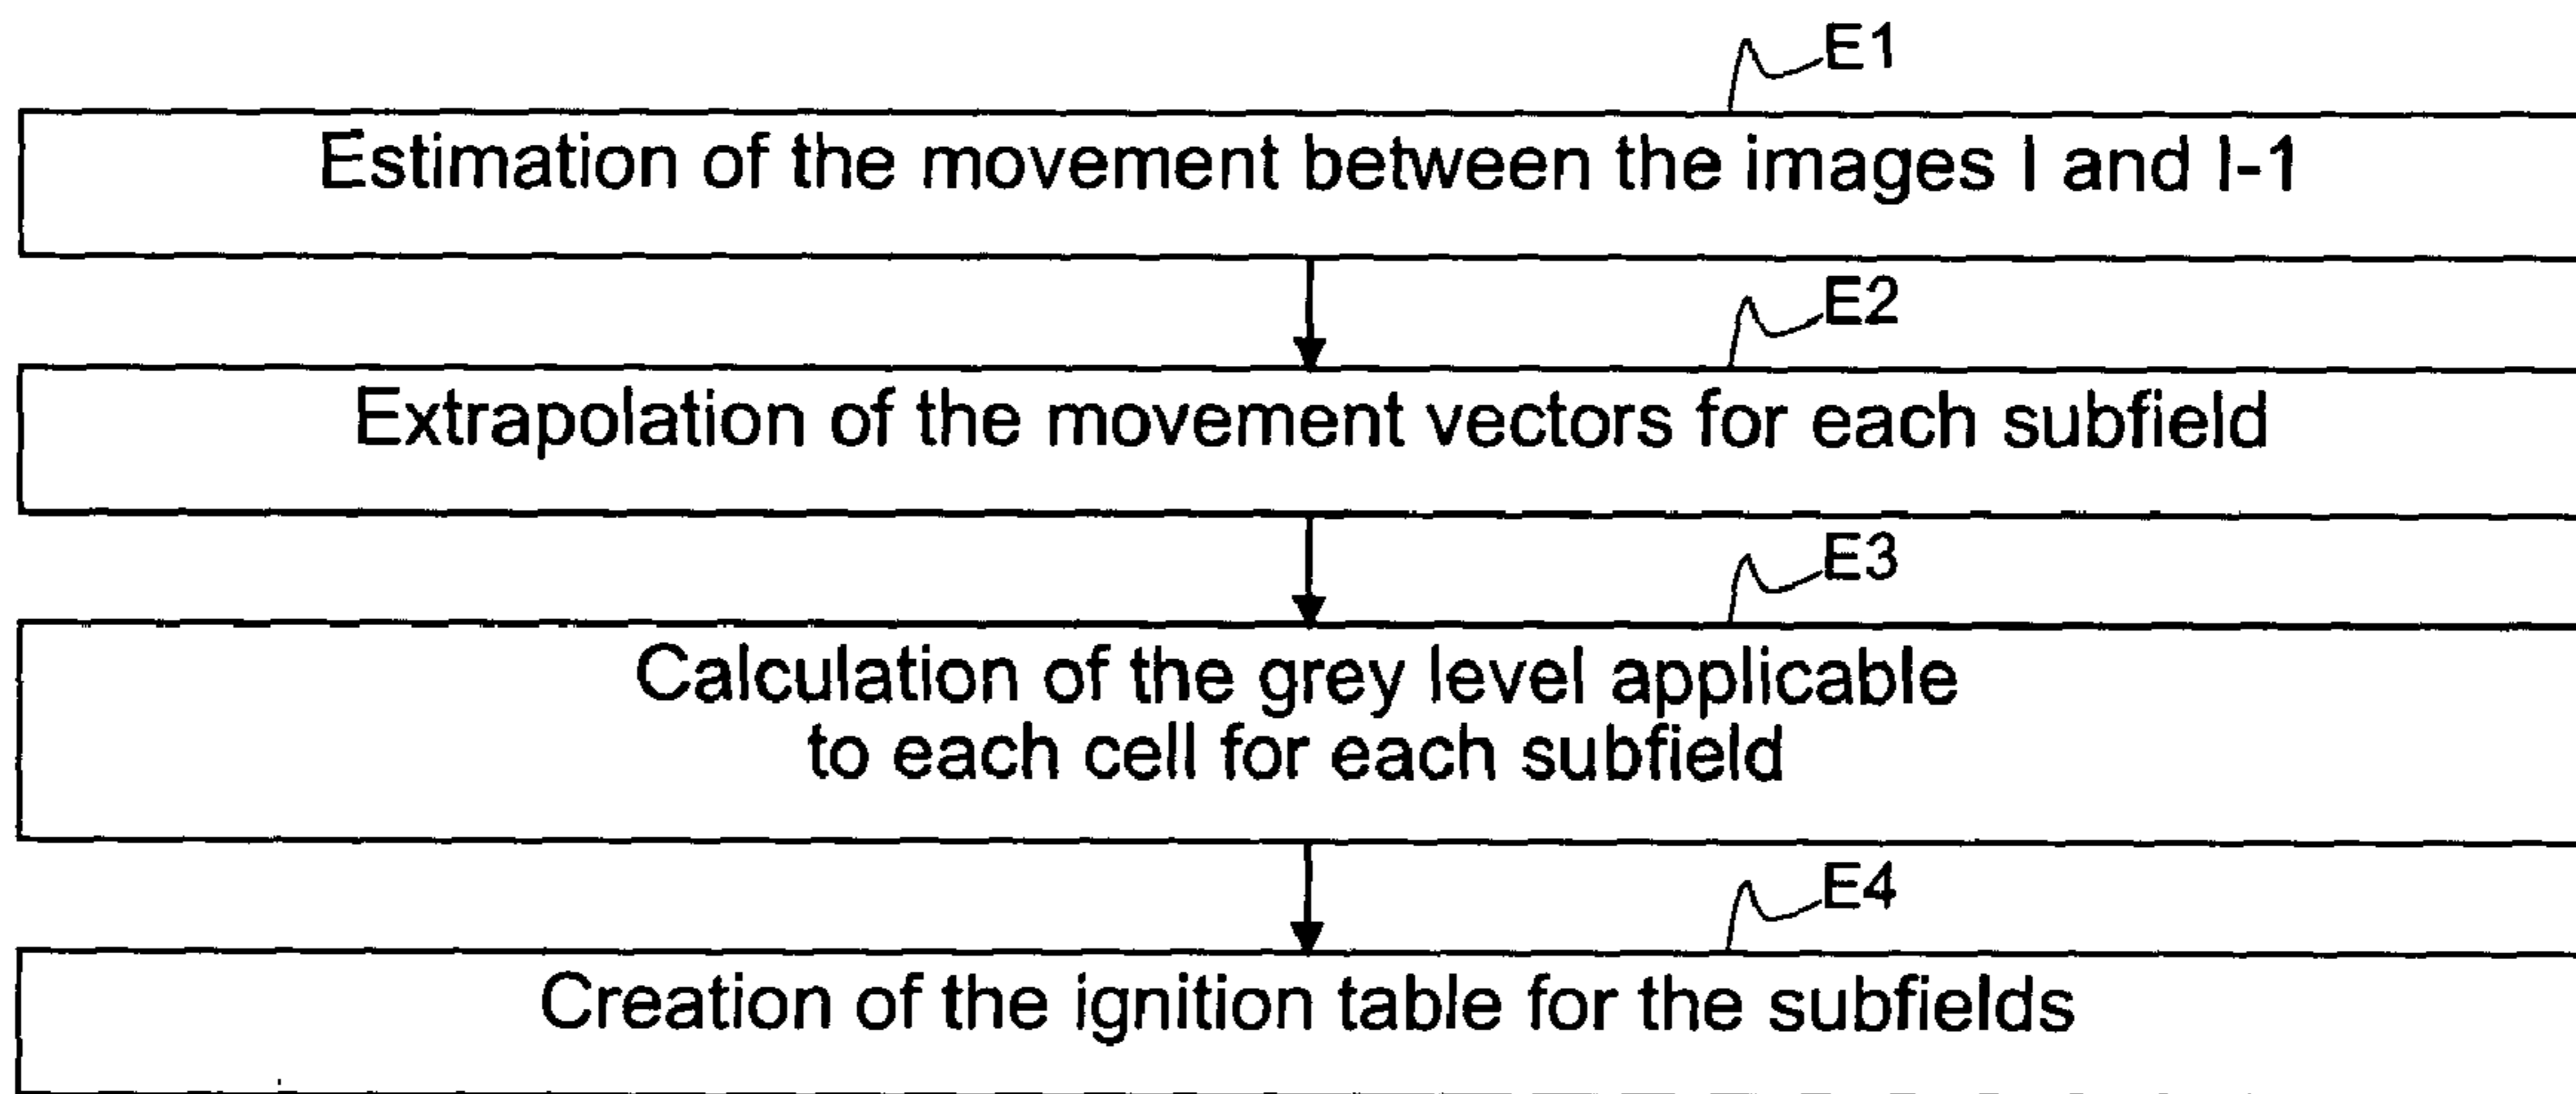 E1
Estimation of the movement between the images I and I-1
E2
Extrapolation of the movement vectors for each subfield
E3
Calculation of the grey level applicable
to each cell for each subfield
E4
Creation of the ignition table for the subfields